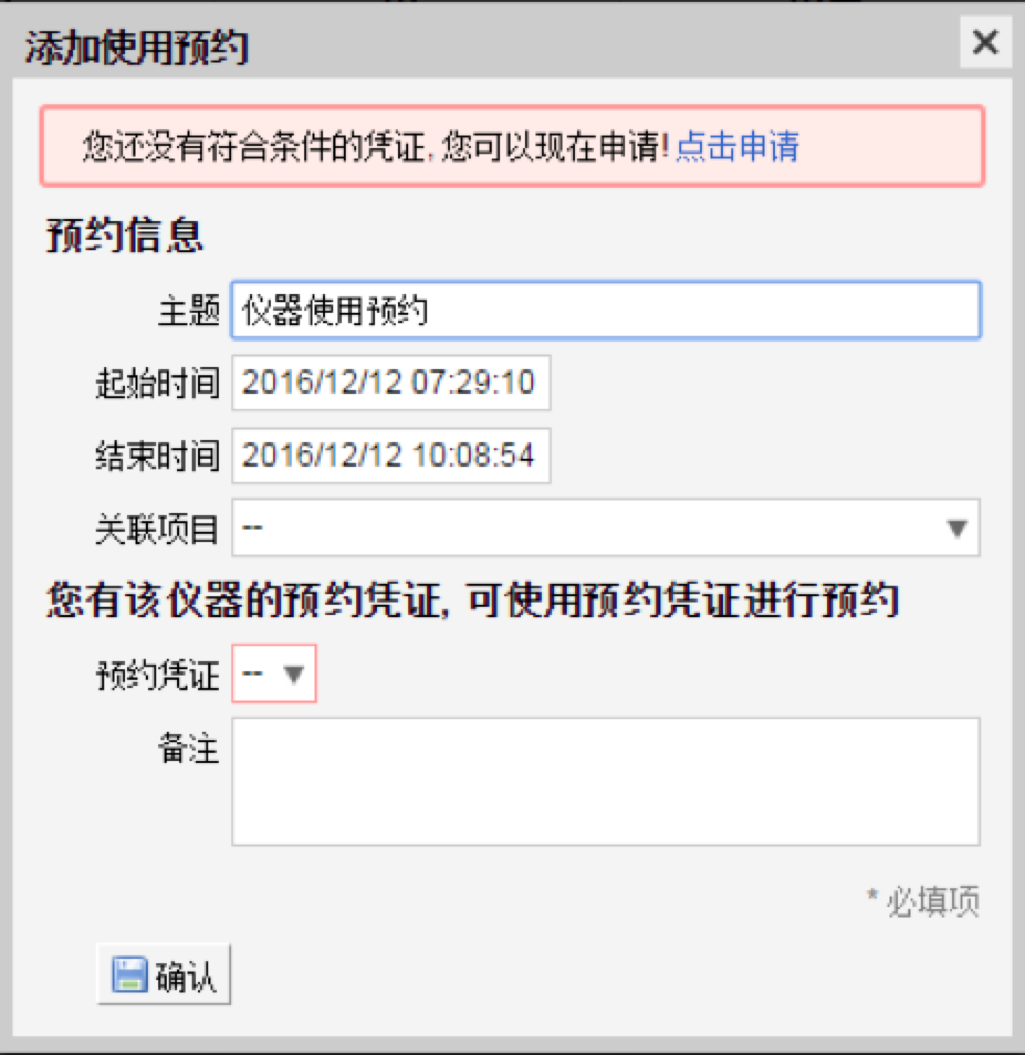 添加使用预约
您还没有符合条件的凭证, 您可以现在申请! 点击申请
预约信息
主题 仪器使用预约
起始时间 2016/12/12 07:29:10
结束时间 2016/12/12 10:08:54
关联项目 --
您有该仪器的预约凭证, 可使用预约凭证进行预约
预约凭证 --
备注
* 必填项
确认